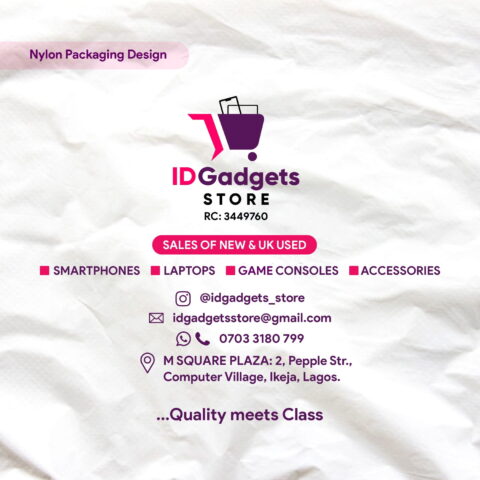 Nylon Packaging Design
IDGadgets
STORE
RC: 3449760
SALES OF NEW & UK USED
SMARTPHONES LAPTOPS GAME CONSOLES ACCESSORIES
@idgadgets_store
idgadgetsstore@gmail.com
0703 3180 799
M SQUARE PLAZA: 2, Pepple Str.,
Computer Village, Ikeja, Lagos.
...Quality meets Class